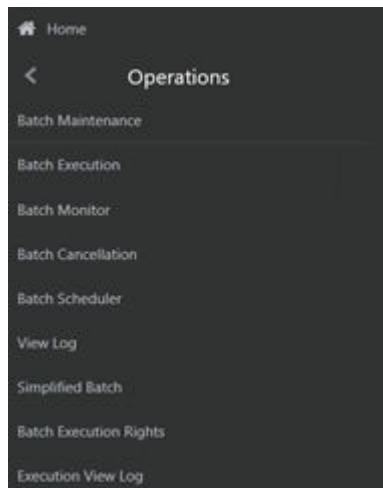 Home
Operations
Batch Maintenance
Batch Execution
Batch Monitor
Batch Cancellation
Batch Scheduler
View Log
Simplified Batch
Batch Execution Rights
Execution View Log